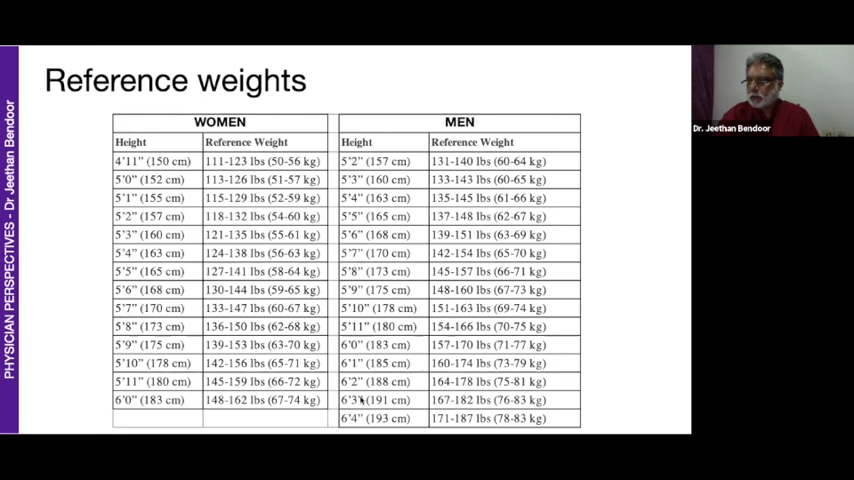 PHYSICIAN PERSPECTIVES - Dr Jeethan Bendoor
Reference weights
WOMEN MEN
Height Reference Weight Height Reference Weight
4'11" (150 cm) 111-123 lbs (50-56 kg) 5'2" (157 cm) 131-140 lbs (60-64 kg)
5'0" (152 cm) 113-126 lbs (51-57 kg) 5'3" (160 cm) 133-143 lbs (60-65 kg)
5'1" (155 cm) 115-129 lbs (52-59 kg) 5'4" (163 cm) 135-145 lbs (61-66 kg)
5'2" (157 cm) 118-132 lbs (54-60 kg) 5'5" (165 cm) 137-148 lbs (62-67 kg)
5'3" (160 cm) 121-135 lbs (55-61 kg) 5'6" (168 cm) 139-151 lbs (63-69 kg)
5'4" (163 cm) 124-138 lbs (56-63 kg) 5'7" (170 cm) 142-154 lbs (65-70 kg)
5'5" (165 cm) 127-141 lbs (58-64 kg) 5'8" (173 cm) 145-157 lbs (66-71 kg)
5'6" (168 cm) 130-144 lbs (59-65 kg) 5'9" (175 cm) 148-160 lbs (67-73 kg)
5'7" (170 cm) 133-147 lbs (60-67 kg) 5'10" (178 cm) 151-163 lbs (69-74 kg)
5'8" (173 cm) 136-150 lbs (62-68 kg) 5'11" (180 cm) 154-166 lbs (70-75 kg)
5'9" (175 cm) 139-153 lbs (63-70 kg) 6'0" (183 cm) 157-170 lbs (71-77 kg)
5'10" (178 cm) 142-156 lbs (65-71 kg) 6'1" (185 cm) 160-174 lbs (73-79 kg)
5'11" (180 cm) 145-159 lbs (66-72 kg) 6'2" (188 cm) 164-178 lbs (75-81 kg)
6'0" (183 cm) 148-162 lbs (67-74 kg) 6'3" (191 cm) 167-182 lbs (76-83 kg)
6'4" (193 cm) 171-187 lbs (78-83 kg)
Dr. Jeethan Bendoor